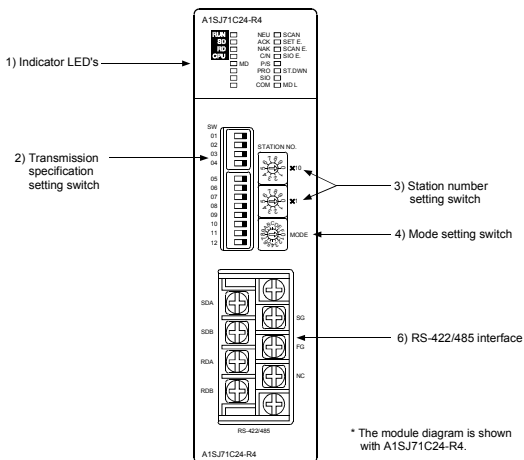 A1SJ71C24-R4
RUN NEU SCAN
SD ACK SET E.
RD NAK SCAN E.
CPU C/N SIO E.
MD P/S
PRO ST.DWN
SIO
COM MD L
1) Indicator LED's
SW
01
02
03
04
05
06
07
08
09
10
11
12
2) Transmission
specification
setting switch
STATION NO.
×10
×1
MODE
3) Station number
setting switch
4) Mode setting switch
SDA
SDB
RDA
RDB
SG
FG
NC
6) RS-422/485 interface
RS-422/485
* The module diagram is shown
with A1SJ71C24-R4.
A1SJ71C24-R4